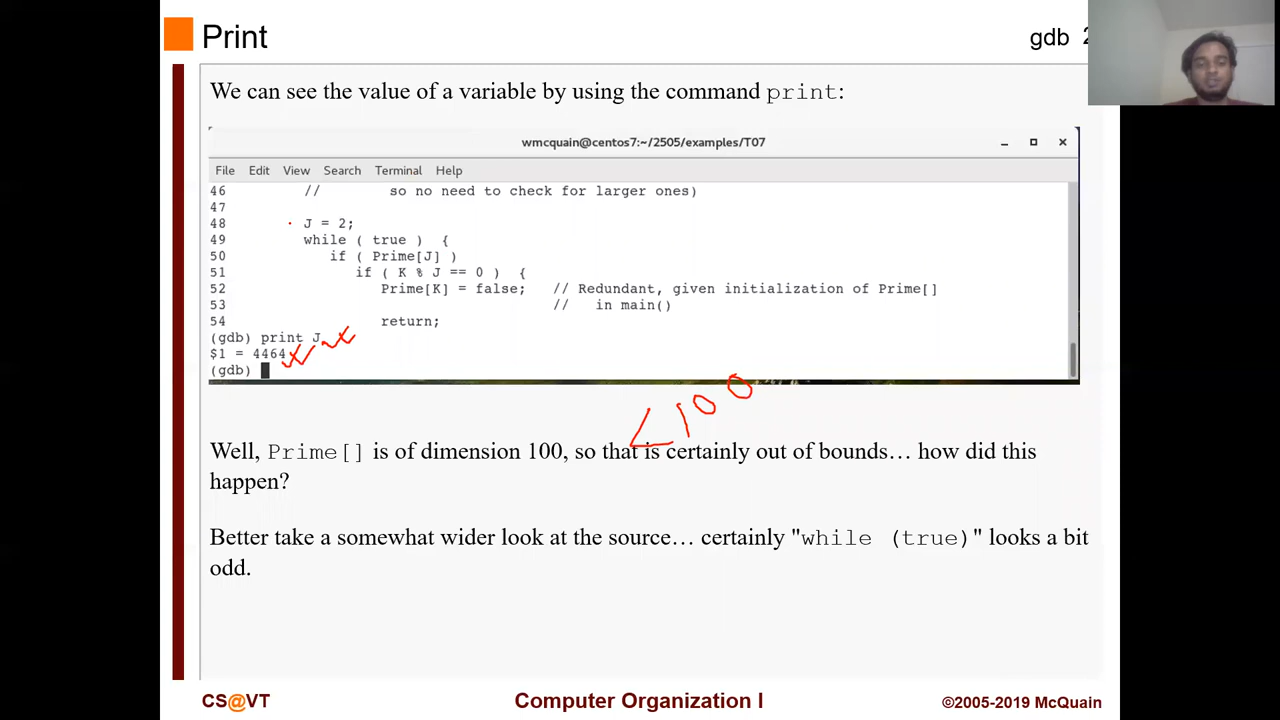 Print
gdb 2
We can see the value of a variable by using the command print:
wmcquain@centos7:~/2505/examples/T07
File Edit View Search Terminal Help
46 // so no need to check for larger ones)
47
48 J = 2;
49 while ( true ) {
50 if ( Prime[J] )
51 if ( K % J == 0 ) {
52 Prime[K] = false; // Redundant, given initialization of Prime[]
53 // in main()
54 return;
(gdb) print J
$1 = 4464
(gdb)
<100
Well, Prime[] is of dimension 100, so that is certainly out of bounds… how did this
happen?
Better take a somewhat wider look at the source… certainly "while (true)" looks a bit
odd.
CS@VT
Computer Organization I
©2005-2019 McQuain